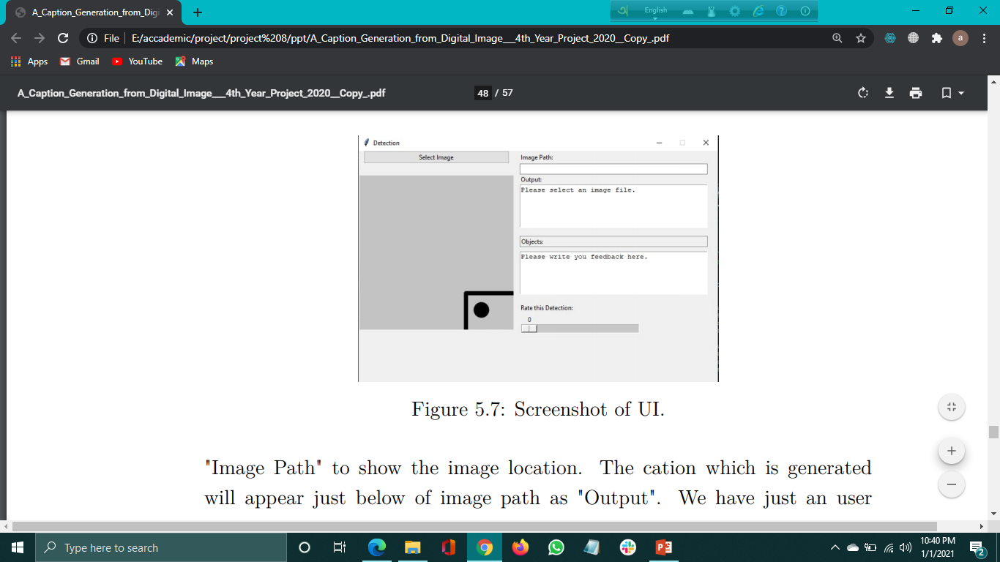 A_Caption_Generation_from_Digi
English
File
E:/accademic/project/project%208/ppt/A_Caption_Generation_from_Digital_Image___4th_Year_Project_2020__Copy_.pdf
a
Apps Gmail YouTube Maps
A_Caption_Generation_from_Digital_Image___4th_Year_Project_2020__Copy_.pdf
48 / 57
Detection
Select Image
Image Path:
Output:
Please select an image file.
Objects:
Please write you feedback here.
Rate this Detection:
0
Figure 5.7: Screenshot of UI.
"Image Path" to show the image location. The cation which is generated
will appear just below of image path as "Output". We have just an user
Type here to search
10:40 PM
1/1/2021
2